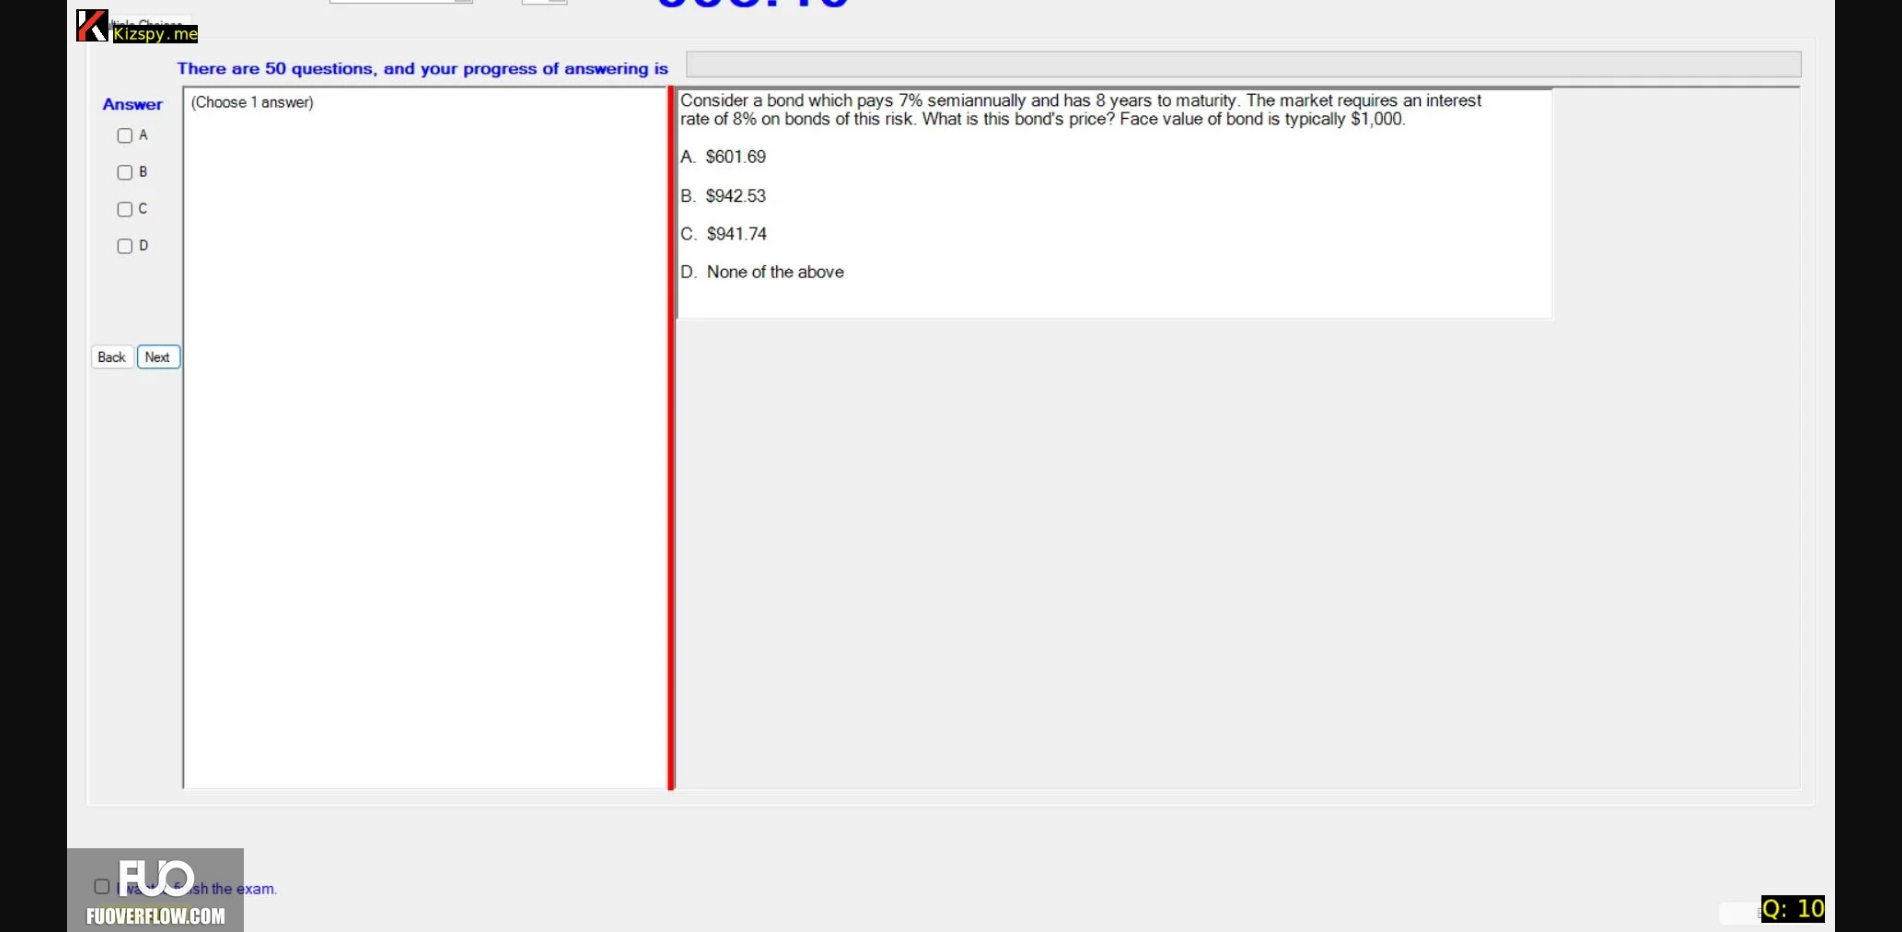 Kizspy.me
There are 50 questions, and your progress of answering is
Answer
(Choose 1 answer)
A
B
C
D
Back
Next
Consider a bond which pays 7% semiannually and has 8 years to maturity. The market requires an interest
rate of 8% on bonds of this risk. What is this bond's price? Face value of bond is typically $1,000.
A. $601.69
B. $942.53
C. $941.74
D. None of the above
FUO
finish the exam.
FUOVERFLOW.COM
Q: 10